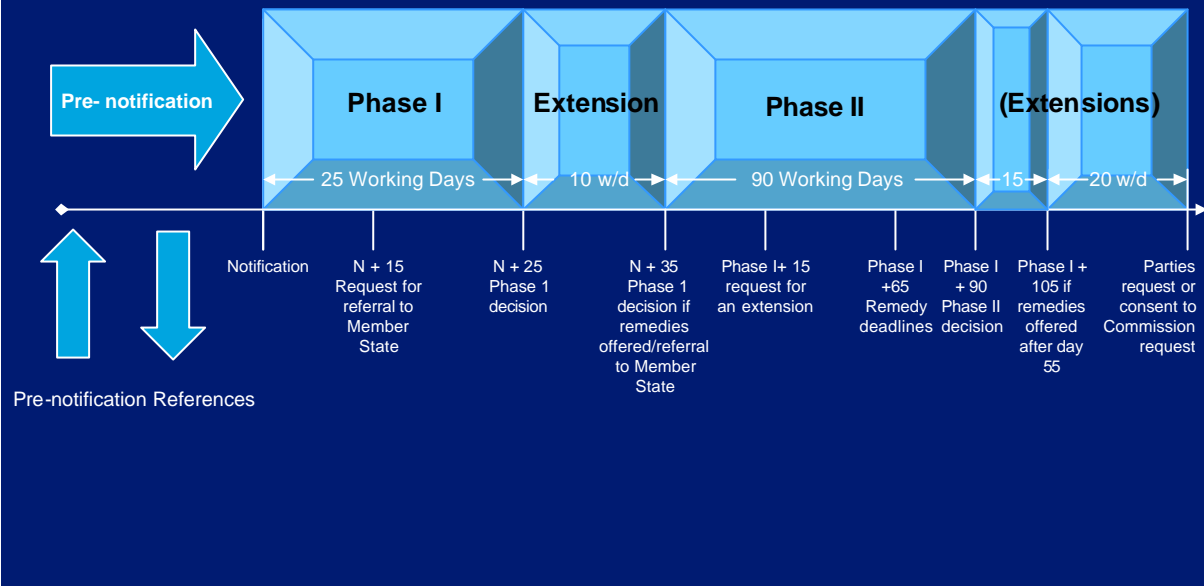 Pre- notification
Phase I
Extension
Phase II
(Extensions)
25 Working Days
10 w/d
90 Working Days
15
20 w/d
Notification
N + 15
Request for
referral to
Member
State
N + 25
Phase 1
decision
N + 35
Phase 1
decision if
remedies
offered/referral
to Member
State
Phase I+ 15
request for
an extension
Phase I
+65
Remedy
deadlines
Phase I
+ 90
Phase II
decision
Phase I +
105 if
remedies
offered
after day
55
Parties
request or
consent to
Commission
request
Pre-notification References